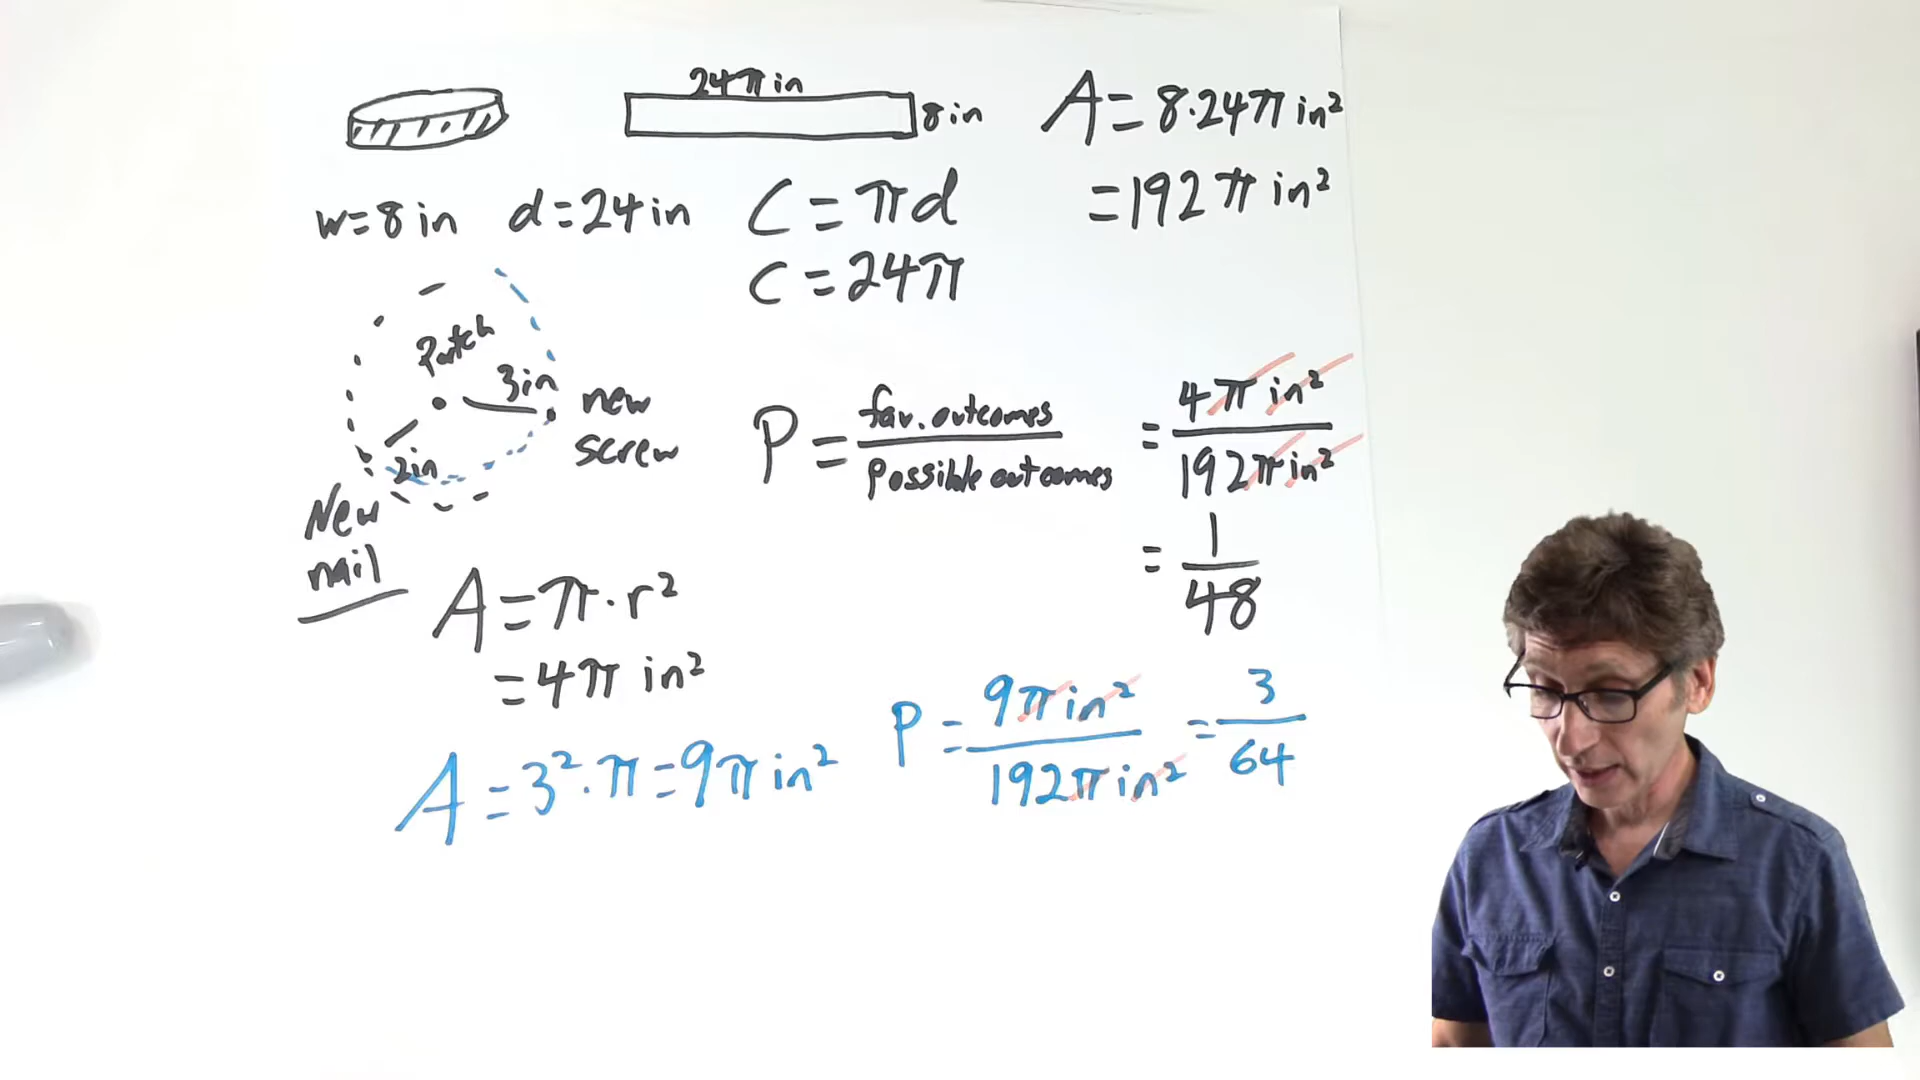 24π in
8 in
A = 8·24π in²
= 192π in²
w = 8 in d = 24 in
C = πd
C = 24π
Patch
3 in
new
screw
2 in
New
nail
P = fav. outcomes / possible outcomes = 4π in² / 192π in²
= 1/48
A = π·r²
= 4π in²
A = 3²·π = 9π in²
P = 9π in² / 192π in² = 3/64